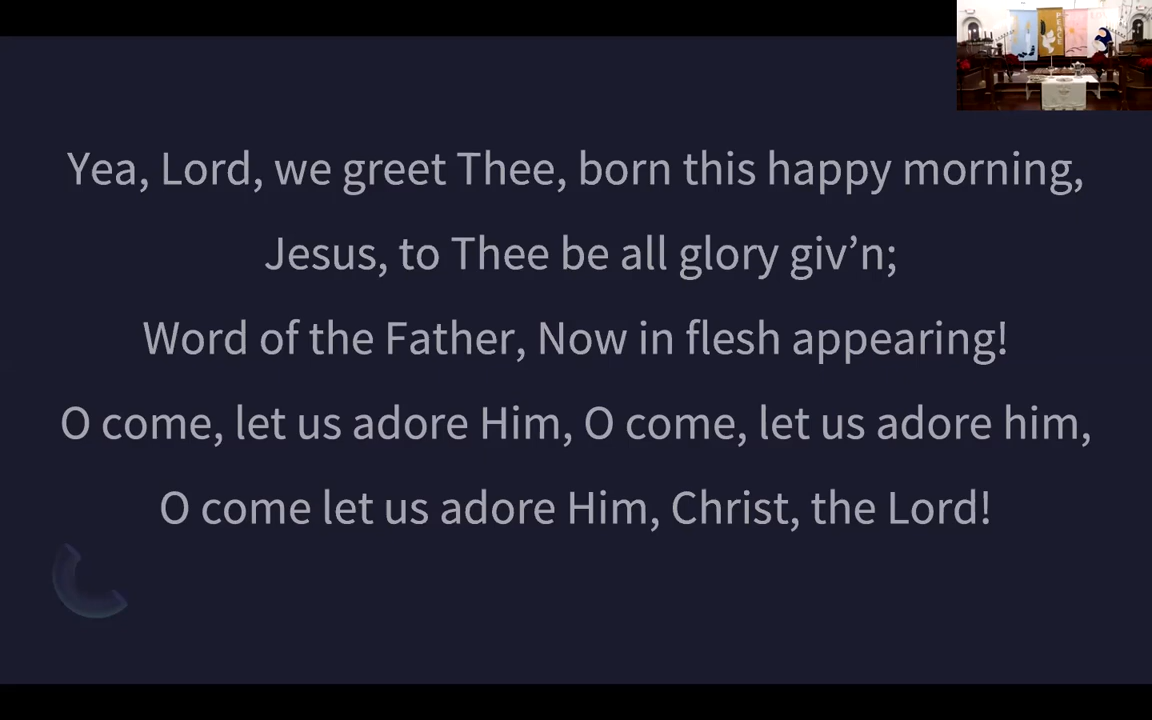 Yea, Lord, we greet Thee, born this happy morning,
Jesus, to Thee be all glory giv’n;
Word of the Father, Now in flesh appearing!
O come, let us adore Him, O come, let us adore him,
O come let us adore Him, Christ, the Lord!
PEACE